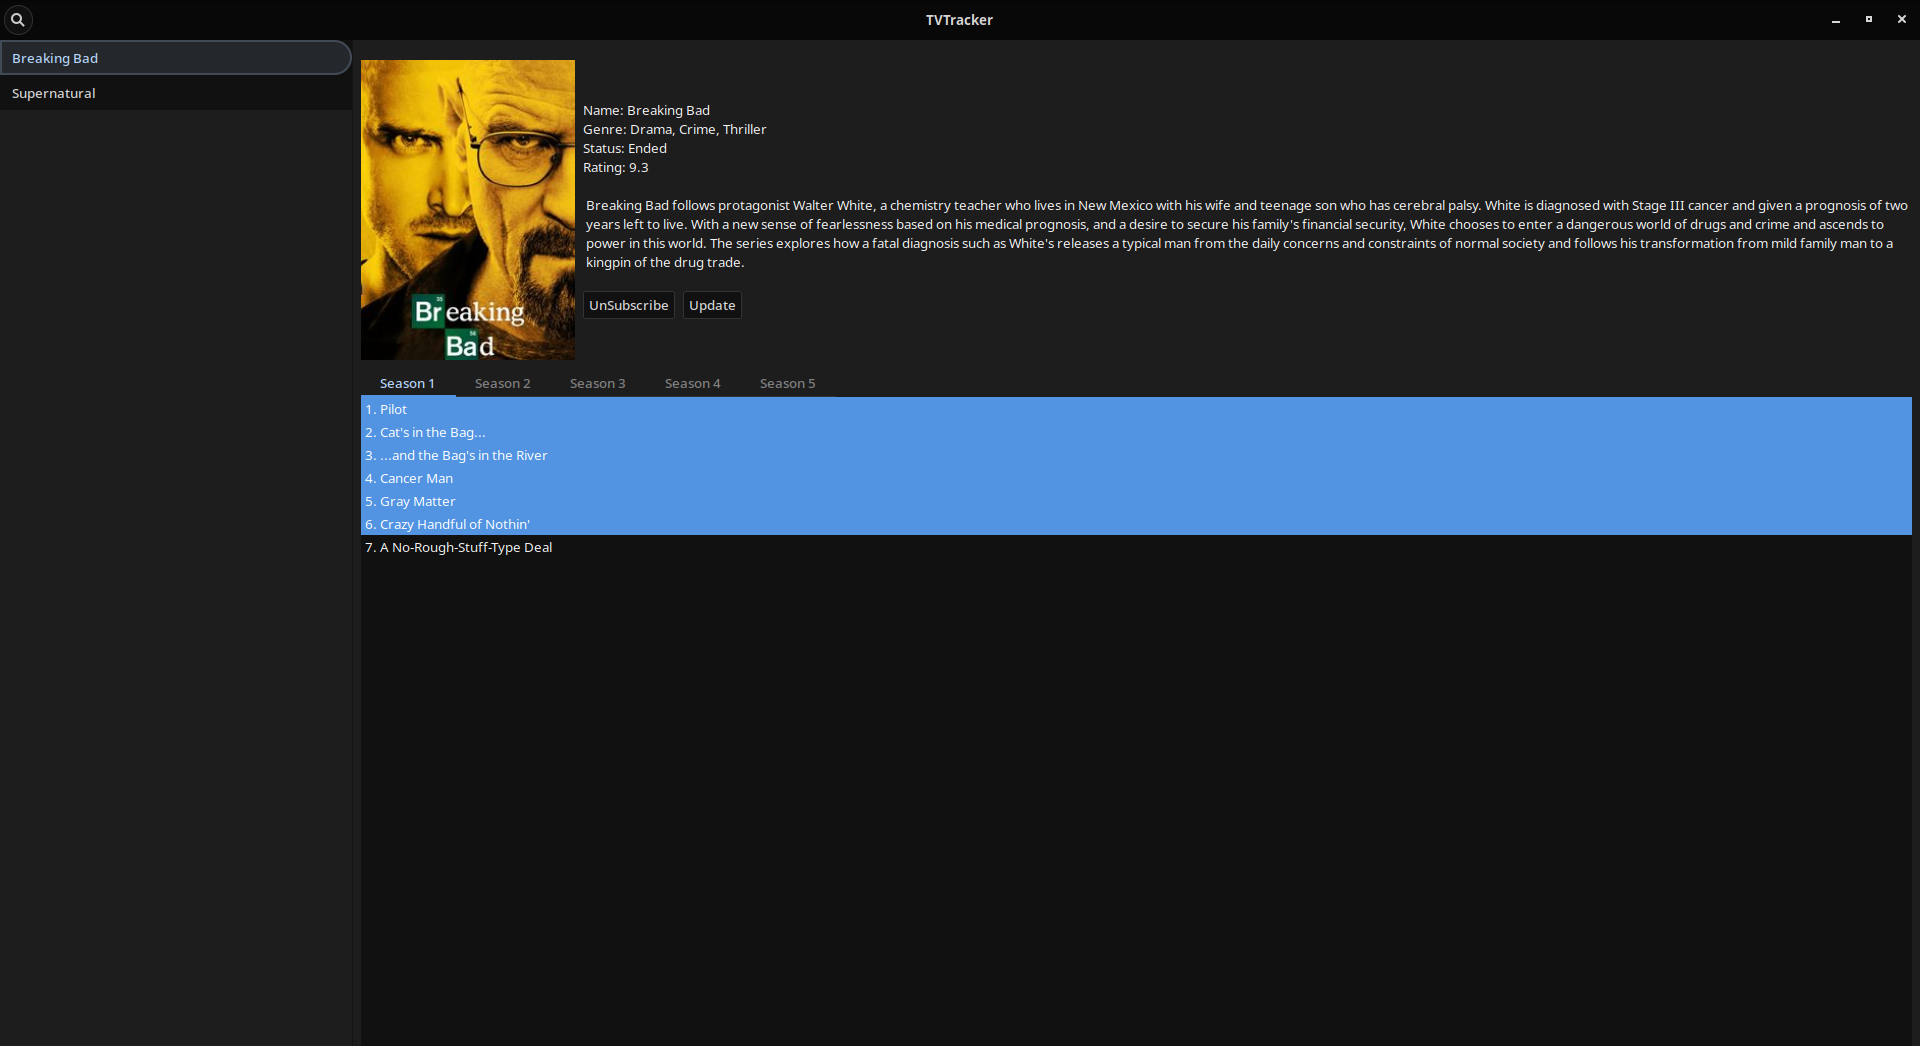 TVTracker
Breaking Bad
Supernatural
Name: Breaking Bad
Genre: Drama, Crime, Thriller
Status: Ended
Rating: 9.3
Breaking Bad follows protagonist Walter White, a chemistry teacher who lives in New Mexico with his wife and teenage son who has cerebral palsy. White is diagnosed with Stage III cancer and given a prognosis of two
years left to live. With a new sense of fearlessness based on his medical prognosis, and a desire to secure his family's financial security, White chooses to enter a dangerous world of drugs and crime and ascends to
power in this world. The series explores how a fatal diagnosis such as White's releases a typical man from the daily concerns and constraints of normal society and follows his transformation from mild family man to a
kingpin of the drug trade.
35
Breaking
56
Bad
UnSubscribe Update
Season 1 Season 2 Season 3 Season 4 Season 5
1. Pilot
2. Cat's in the Bag...
3. ...and the Bag's in the River
4. Cancer Man
5. Gray Matter
6. Crazy Handful of Nothin'
7. A No-Rough-Stuff-Type Deal